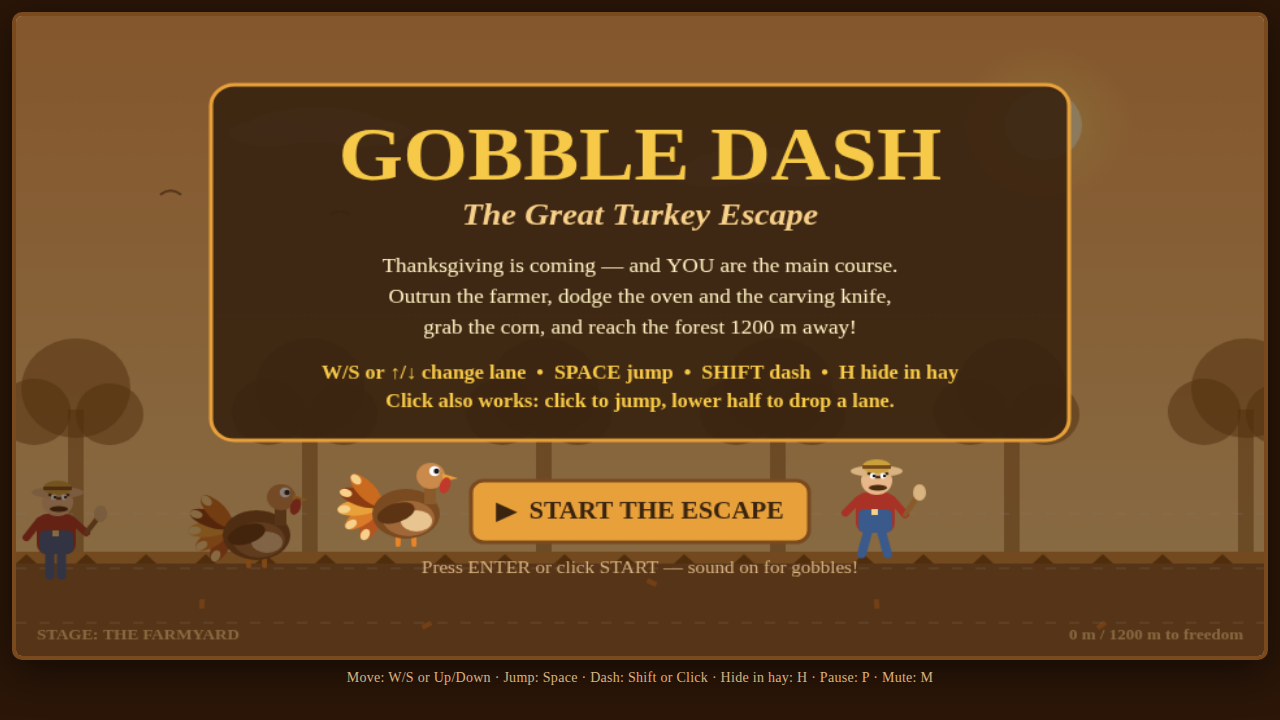 GOBBLE DASH
The Great Turkey Escape
Thanksgiving is coming — and YOU are the main course.
Outrun the farmer, dodge the oven and the carving knife,
grab the corn, and reach the forest 1200 m away!
W/S or ↑/↓ change lane • SPACE jump • SHIFT dash • H hide in hay
Click also works: click to jump, lower half to drop a lane.
▶ START THE ESCAPE
Press ENTER or click START — sound on for gobbles!
STAGE: THE FARMYARD
0 m / 1200 m to freedom
Move: W/S or Up/Down · Jump: Space · Dash: Shift or Click · Hide in hay: H · Pause: P · Mute: M